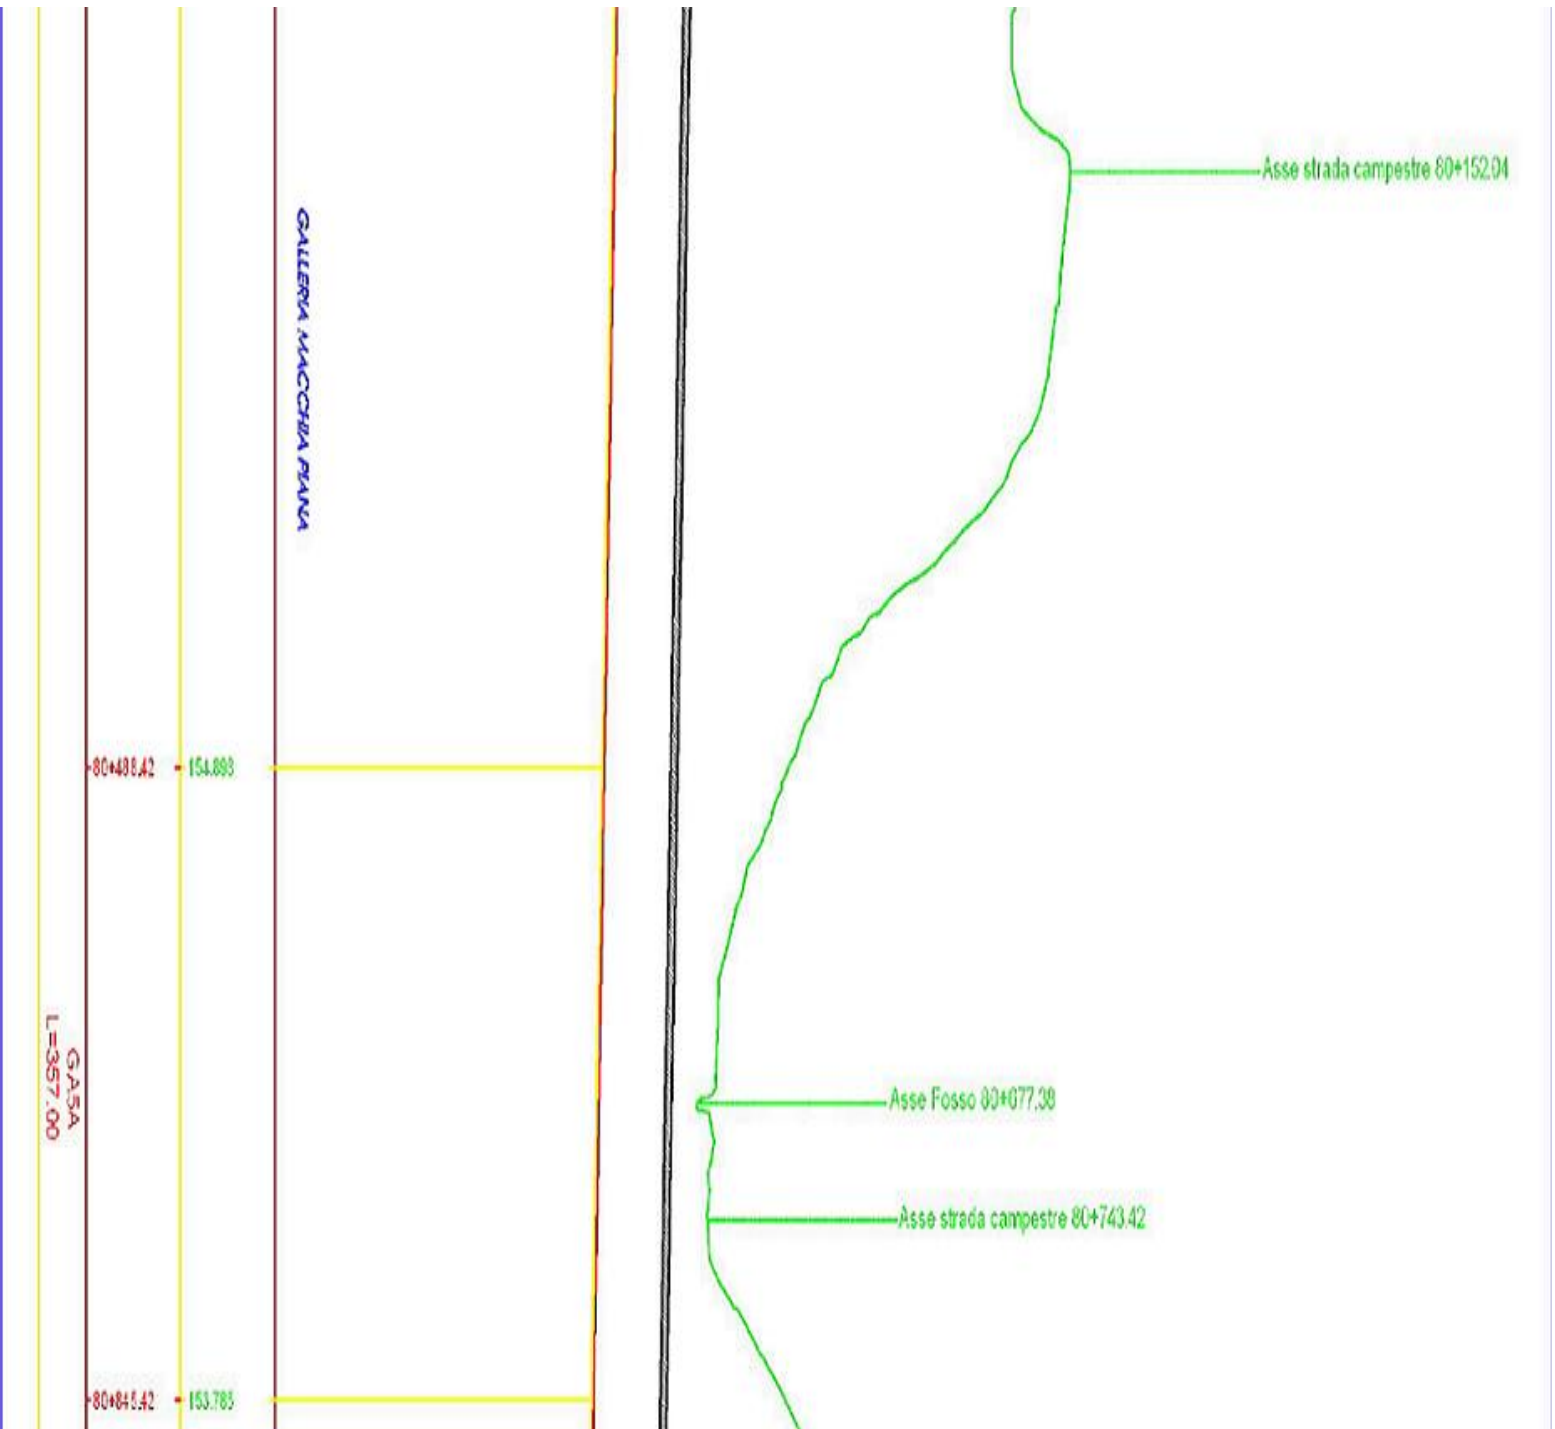 Asse strada campestre 80+152.04
GALLERIA MACCHIA PIANA
80+488.42
154.893
GA5A
L=357.00
Asse Fosso 80+677.38
Asse strada campestre 80+743.42
80+845.42
153.785